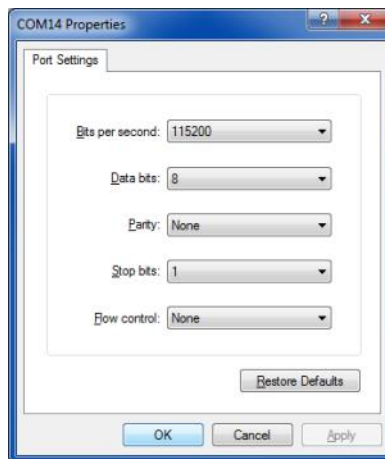 COM14 Properties
Port Settings
Bits per second: 115200
Data bits: 8
Parity: None
Stop bits: 1
Flow control: None
Restore Defaults
OK Cancel Apply